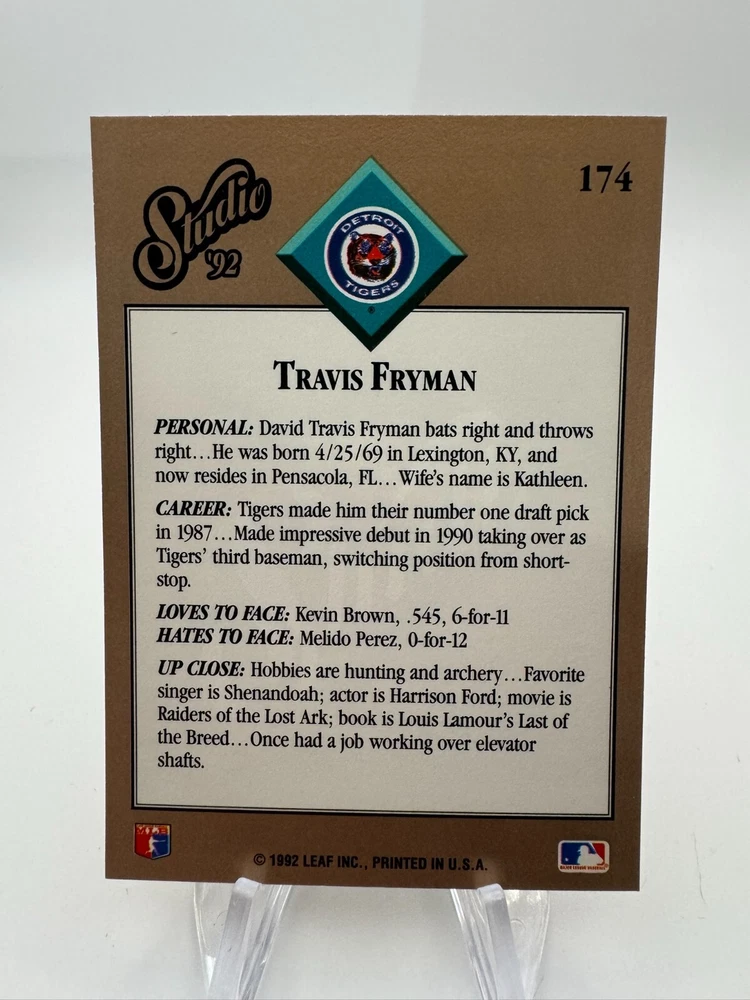 Studio
'92
174
DETROIT
TIGERS
®
TRAVIS FRYMAN
PERSONAL: David Travis Fryman bats right and throws
right...He was born 4/25/69 in Lexington, KY, and
now resides in Pensacola, FL...Wife's name is Kathleen.
CAREER: Tigers made him their number one draft pick
in 1987...Made impressive debut in 1990 taking over as
Tigers' third baseman, switching position from short-
stop.
LOVES TO FACE: Kevin Brown, .545, 6-for-11
HATES TO FACE: Melido Perez, 0-for-12
UP CLOSE: Hobbies are hunting and archery...Favorite
singer is Shenandoah; actor is Harrison Ford; movie is
Raiders of the Lost Ark; book is Louis Lamour's Last of
the Breed...Once had a job working over elevator
shafts.
© 1992 LEAF INC., PRINTED IN U.S.A.
MAJOR LEAGUE BASEBALL